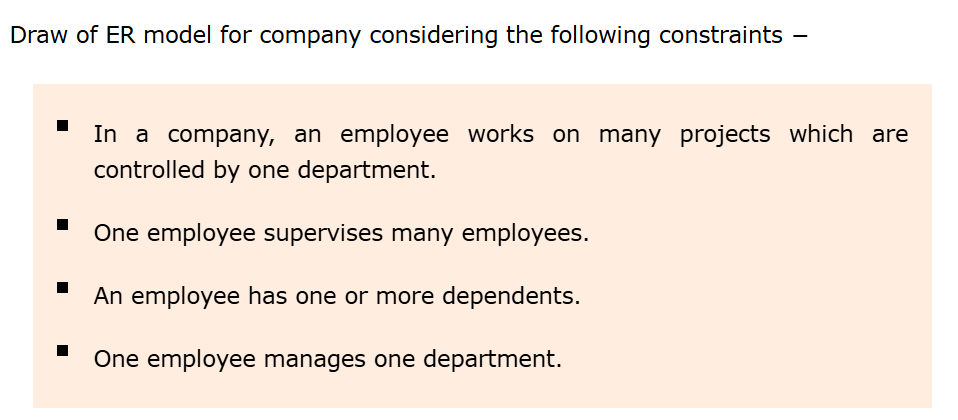 Draw of ER model for company considering the following constraints −
▪ In a company, an employee works on many projects which are
controlled by one department.
▪ One employee supervises many employees.
▪ An employee has one or more dependents.
▪ One employee manages one department.